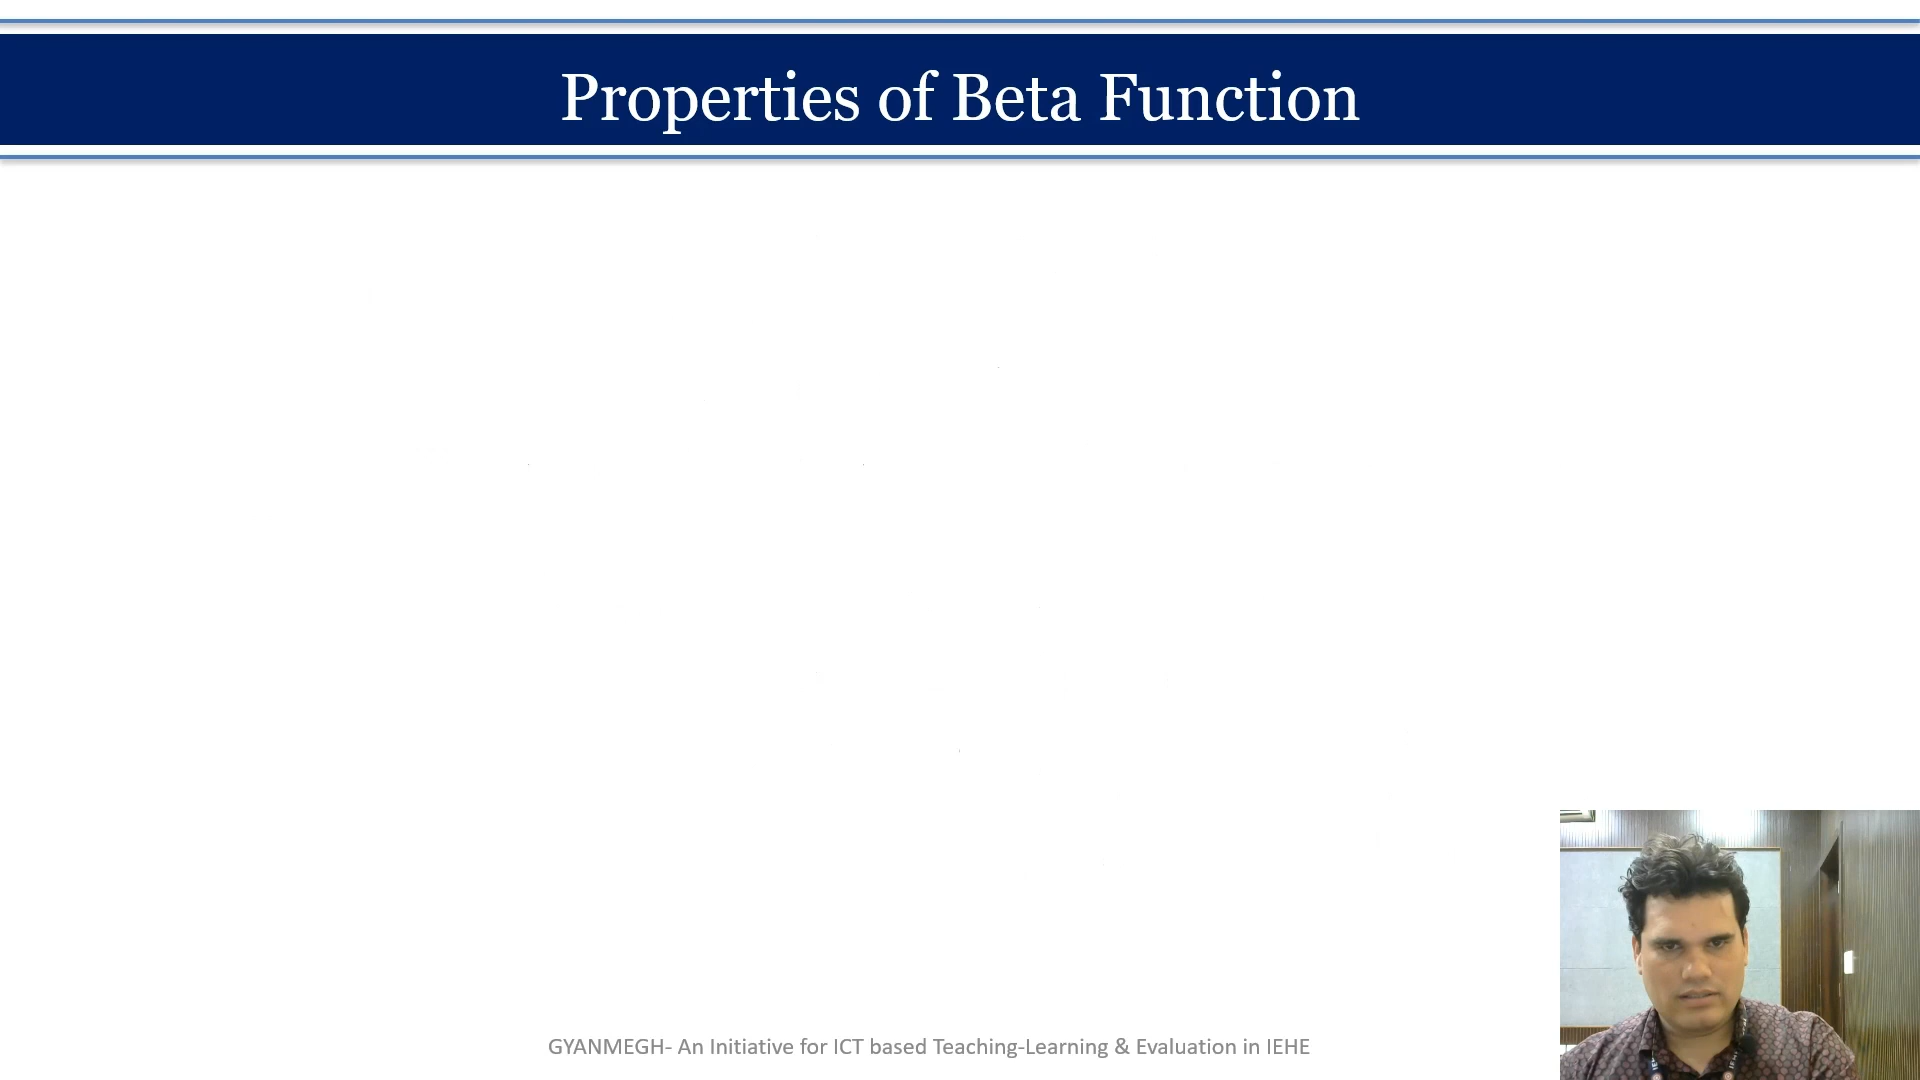 Properties of Beta Function
GYANMEGH- An Initiative for ICT based Teaching-Learning & Evaluation in IEHE